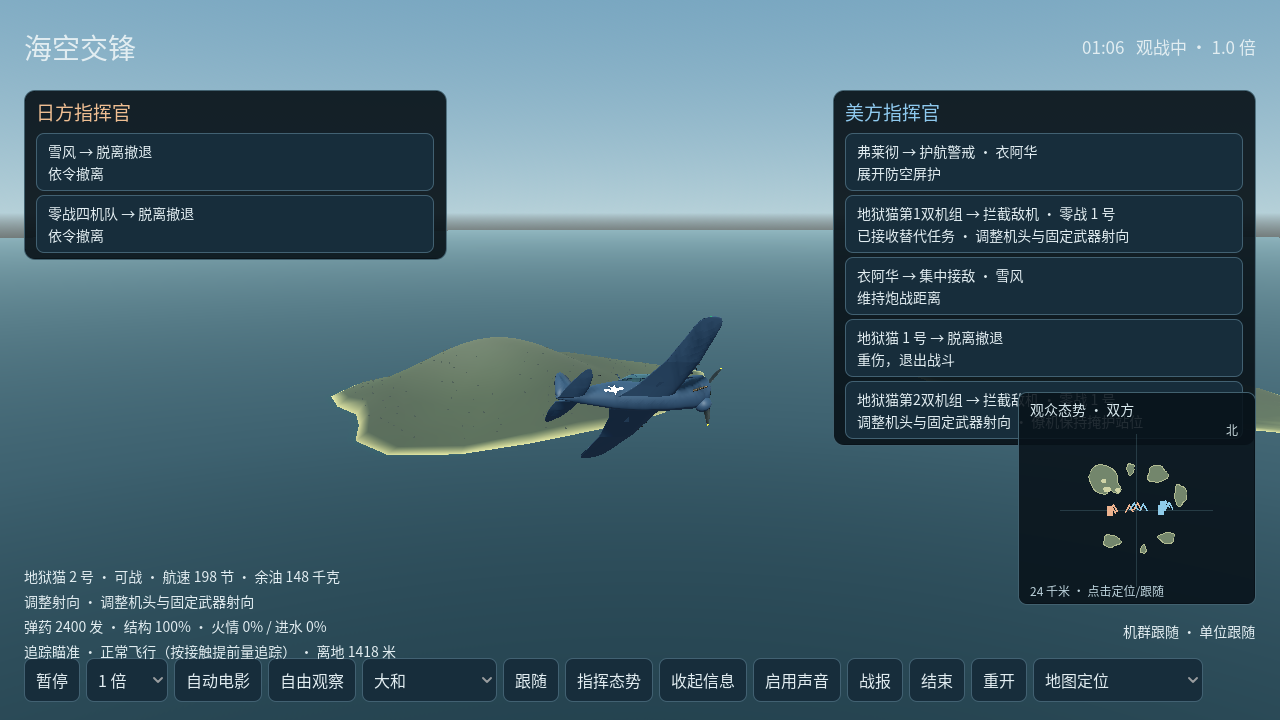 海空交锋
01:06 观战中 · 1.0 倍
日方指挥官
雪风 → 脱离撤退
依令撤离
零战四机队 → 脱离撤退
依令撤离
美方指挥官
弗莱彻 → 护航警戒 · 衣阿华
展开防空屏护
地狱猫第1双机组 → 拦截敌机 · 零战 1 号
已接收替代任务 · 调整机头与固定武器射向
衣阿华 → 集中接敌 · 雪风
维持炮战距离
地狱猫 1 号 → 脱离撤退
重伤，退出战斗
地狱猫第2双机组 → 拦截敌机 · 零战 1 号
调整机头与固定武器射向 · 僚机保持掩护站位
观众态势 · 双方
北
24 千米 · 点击定位/跟随
机群跟随 · 单位跟随
地狱猫 2 号 · 可战 · 航速 198 节 · 余油 148 千克
调整射向 · 调整机头与固定武器射向
弹药 2400 发 · 结构 100% · 火情 0% / 进水 0%
追踪瞄准 · 正常飞行（按接触提前量追踪） · 离地 1418 米
暂停 1 倍 自动电影 自由观察 大和 跟随 指挥态势 收起信息 启用声音 战报 结束 重开 地图定位